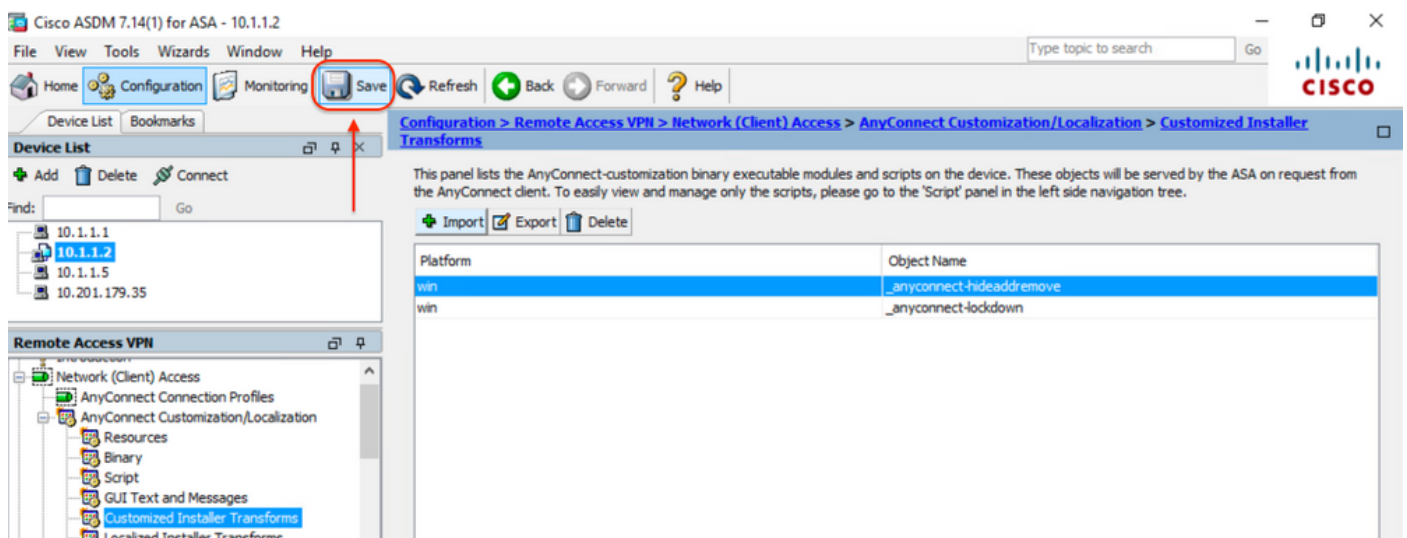 Cisco ASDM 7.14(1) for ASA - 10.1.1.2
File View Tools Wizards Window Help
Type topic to search Go
Home Configuration Monitoring Save Refresh Back Forward Help
CISCO
Device List Bookmarks
Device List
Add Delete Connect
Find: Go
10.1.1.1
10.1.1.2
10.1.1.5
10.201.179.35
Remote Access VPN
Network (Client) Access
AnyConnect Connection Profiles
AnyConnect Customization/Localization
Resources
Binary
Script
GUI Text and Messages
Customized Installer Transforms
Localized Installer Transforms
Configuration > Remote Access VPN > Network (Client) Access > AnyConnect Customization/Localization > Customized Installer
Transforms
This panel lists the AnyConnect-customization binary executable modules and scripts on the device. These objects will be served by the ASA on request from
the AnyConnect client. To easily view and manage only the scripts, please go to the 'Script' panel in the left side navigation tree.
Import Export Delete
Platform Object Name
win _anyconnect-hideaddremove
win _anyconnect-lockdown